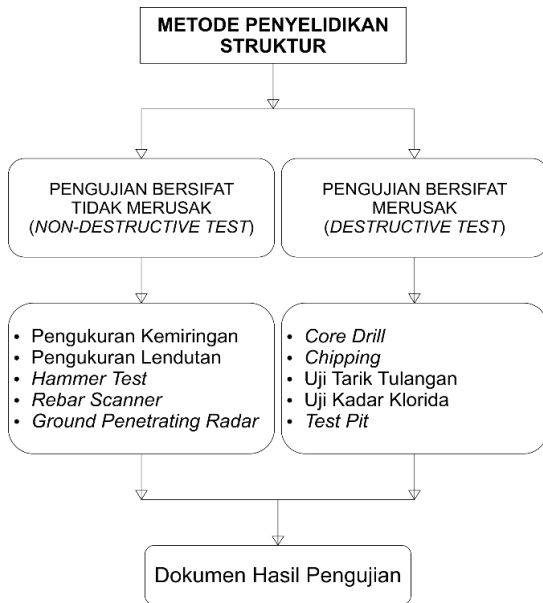 METODE PENYELIDIKAN
STRUKTUR
PENGUJIAN BERSIFAT
TIDAK MERUSAK
(NON-DESTRUCTIVE TEST)
PENGUJIAN BERSIFAT
MERUSAK
(DESTRUCTIVE TEST)
• Pengukuran Kemiringan
• Pengukuran Lendutan
• Hammer Test
• Rebar Scanner
• Ground Penetrating Radar
• Core Drill
• Chipping
• Uji Tarik Tulangan
• Uji Kadar Klorida
• Test Pit
Dokumen Hasil Pengujian